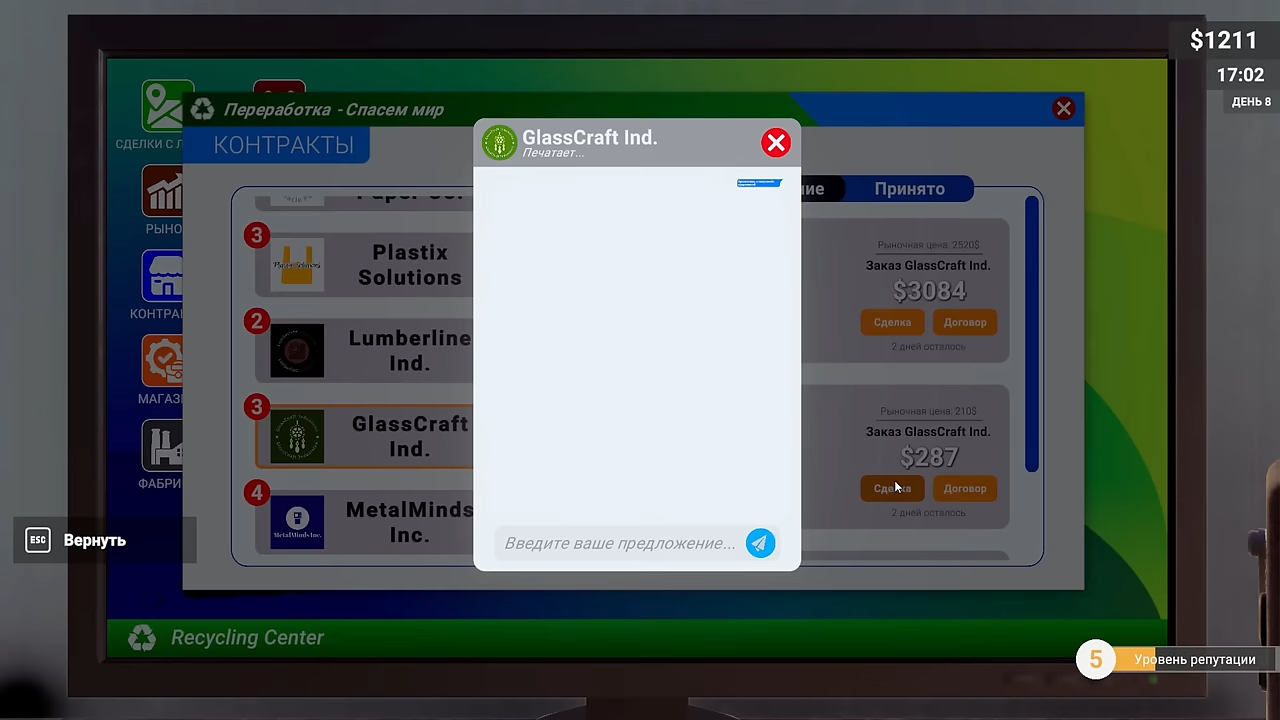 $1211
17:02
ДЕНЬ 8
СДЕЛКИ С Л
Переработка - Спасем мир
КОНТРАКТЫ
GlassCraft Ind.
Печатает...
ние
Принято
РЫНО
КОНТРА
МАГАЗ
ФАБРИ
3
Plastix
Solutions
2
Lumberline
Ind.
3
GlassCraft
Ind.
4
MetalMinds
Inc.
MetalMinds Inc.
Рыночная цена: 2520$
Заказ GlassCraft Ind.
$3084
Сделка
Договор
2 дней осталось
Рыночная цена: 210$
Заказ GlassCraft Ind.
$287
Сделка
Договор
2 дней осталось
Введите ваше предложение...
ESC
Вернуть
Recycling Center
5
Уровень репутации